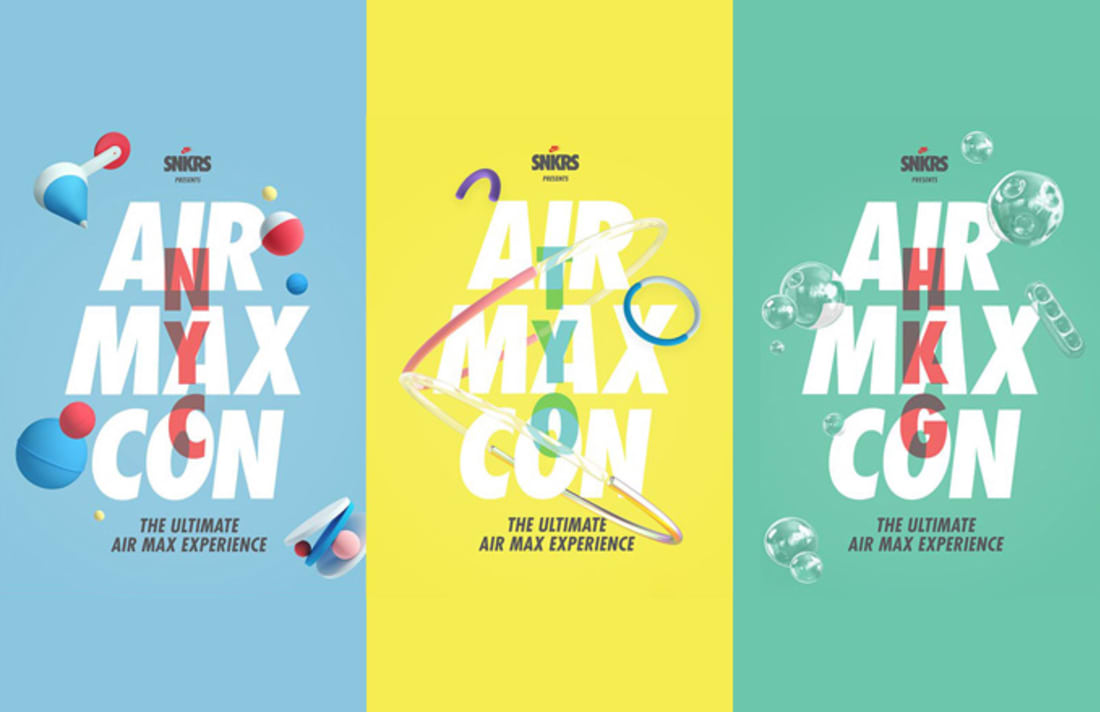 SNKRS
PRESENTS
AIR
MAX
CON
NYC
THE ULTIMATE
AIR MAX EXPERIENCE
SNKRS
PRESENTS
AIR
MAX
CON
TYO
THE ULTIMATE
AIR MAX EXPERIENCE
SNKRS
PRESENTS
AIR
MAX
CON
HKG
THE ULTIMATE
AIR MAX EXPERIENCE